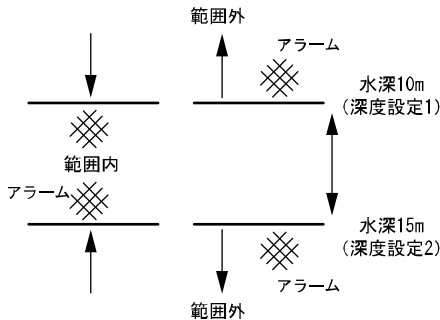 範囲外
アラーム
水深10m
(深度設定1)
範囲内
アラーム
水深15m
(深度設定2)
アラーム
範囲外